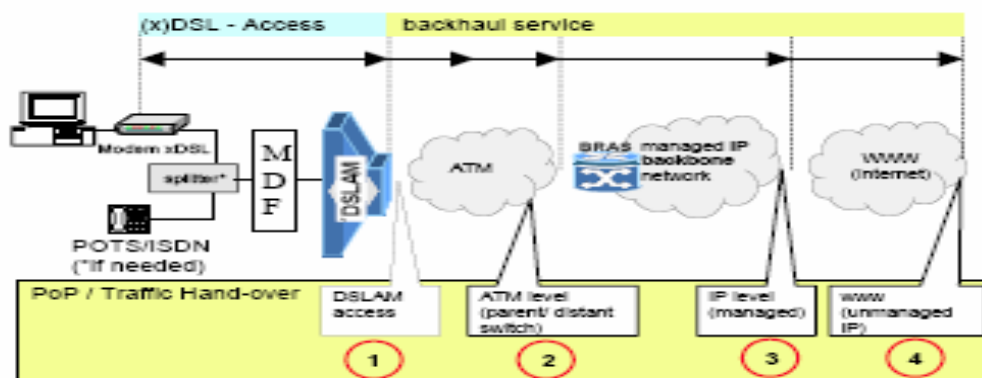 (x)DSL - Access
backhaul service
Modem xDSL
splitter*
POTS/ISDN
(*if needed)
M
D
F
DSLAM
ATM
BRAS managed IP
backbone
network
WWW
(Internet)
PoP / Traffic Hand-over
DSLAM
access
ATM level
(parent/ distant
switch)
IP level
(managed)
www
(unmanaged
IP)
1
2
3
4